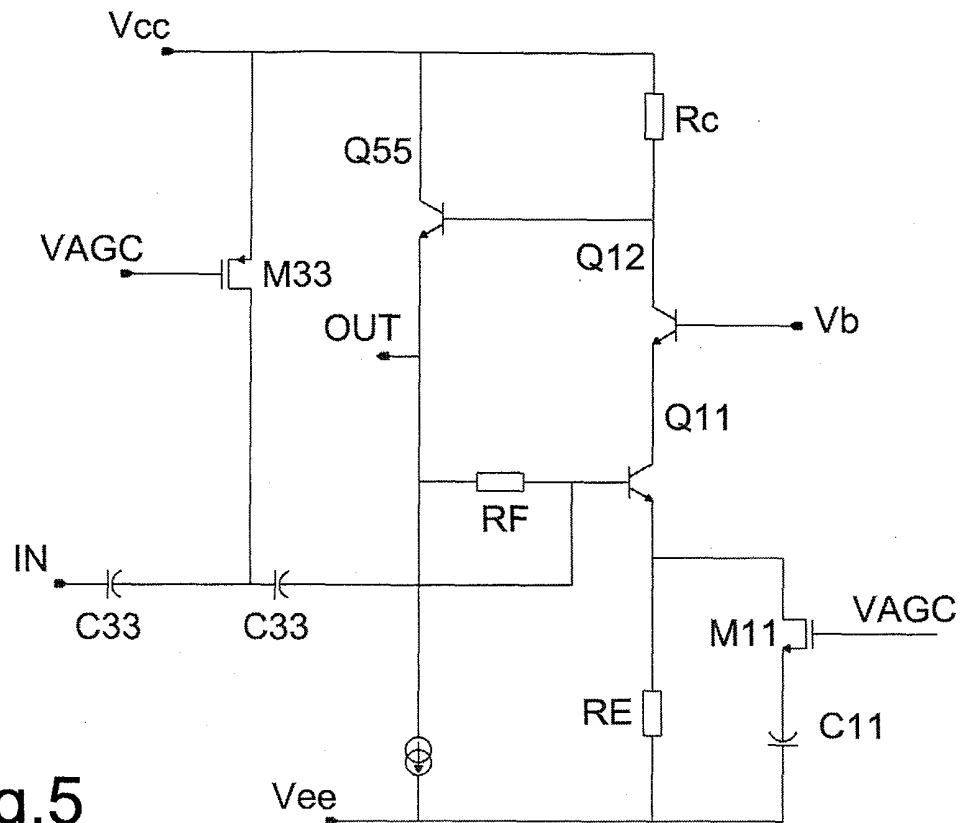 Vcc
Rc
Q55
VAGC
M33
Q12
OUT
Vb
Q11
RF
IN
C33
C33
VAGC
M11
RE
C11
Vee
g.5